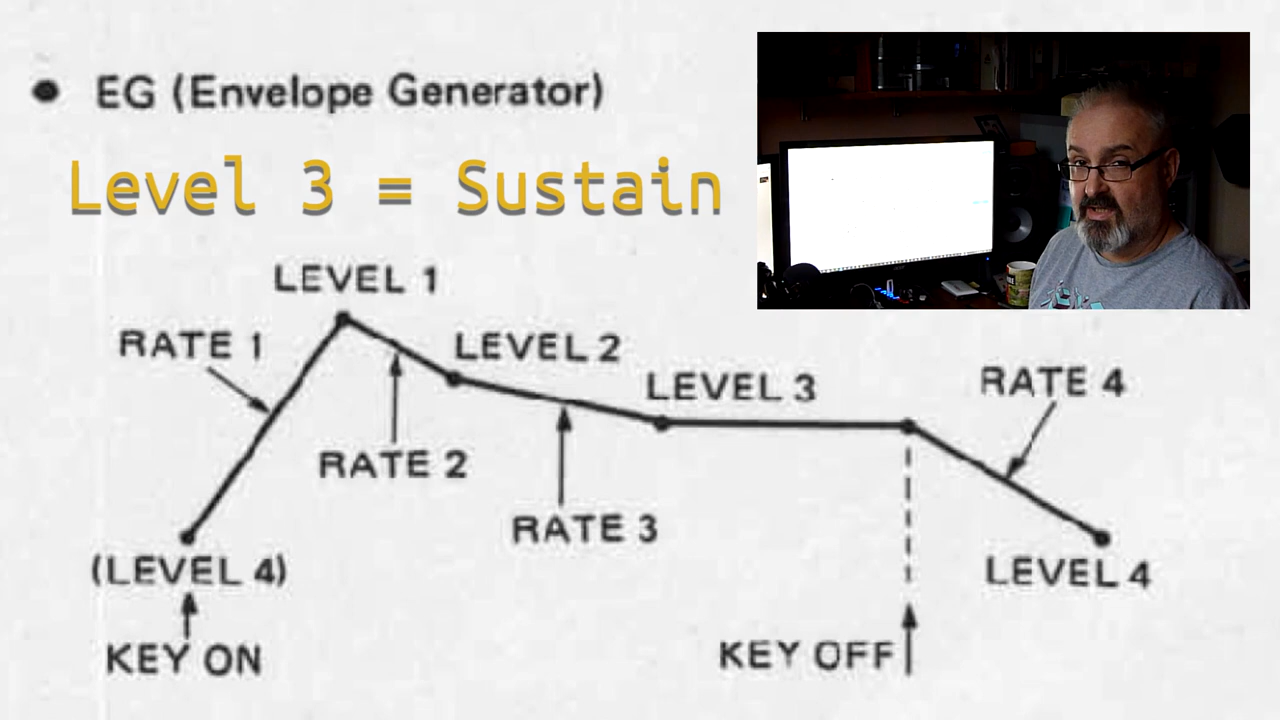 • EG (Envelope Generator)
Level 3 = Sustain
LEVEL 1
RATE 1
LEVEL 2
LEVEL 3
RATE 4
RATE 2
RATE 3
(LEVEL 4)
LEVEL 4
KEY ON
KEY OFF